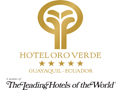 HOTEL ORO VERDE
GUAYAQUIL - ECUADOR
A member of
The Leading Hotels of the World